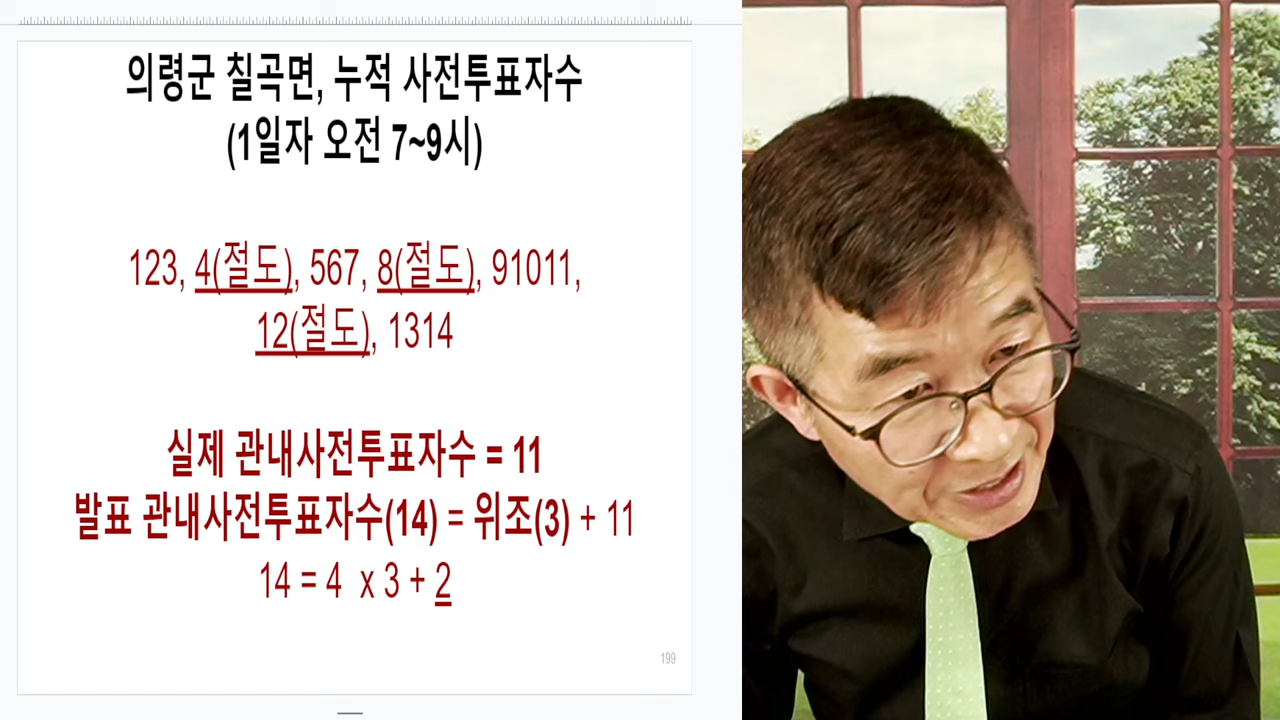 의령군 칠곡면, 누적 사전투표자수
(1일자 오전 7~9시)
123, 4(절도), 567, 8(절도), 91011,
12(절도), 1314
실제 관내사전투표자수 = 11
발표 관내사전투표자수(14) = 위조(3) + 11
14 = 4 x 3 + 2
199